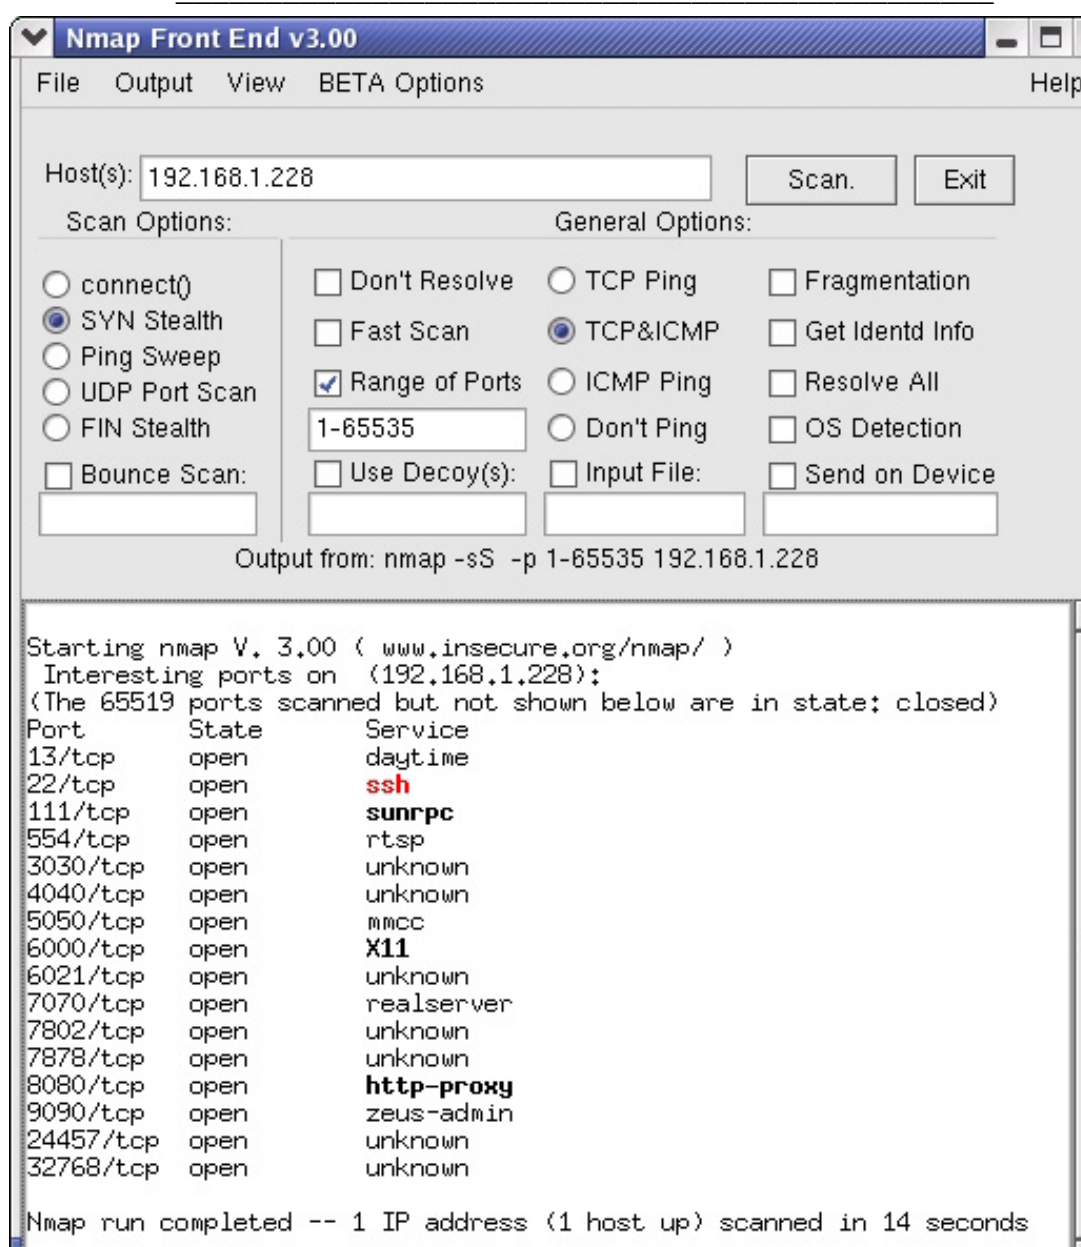 Nmap Front End v3.00
File Output View BETA Options Help
Host(s): 192.168.1.228 Scan. Exit
Scan Options: General Options:
connect() Don't Resolve TCP Ping Fragmentation
SYN Stealth Fast Scan TCP&ICMP Get Identd Info
Ping Sweep Range of Ports ICMP Ping Resolve All
UDP Port Scan
FIN Stealth 1-65535 Don't Ping OS Detection
Bounce Scan: Use Decoy(s): Input File: Send on Device
Output from: nmap -sS -p 1-65535 192.168.1.228
Starting nmap V. 3.00 ( www.insecure.org/nmap/ )
Interesting ports on (192.168.1.228):
(The 65519 ports scanned but not shown below are in state: closed)
Port State Service
13/tcp open daytime
22/tcp open ssh
111/tcp open sunrpc
554/tcp open rtsp
3030/tcp open unknown
4040/tcp open unknown
5050/tcp open mmcc
6000/tcp open X11
6021/tcp open unknown
7070/tcp open realserver
7802/tcp open unknown
7878/tcp open unknown
8080/tcp open http-proxy
9090/tcp open zeus-admin
24457/tcp open unknown
32768/tcp open unknown
Nmap run completed -- 1 IP address (1 host up) scanned in 14 seconds